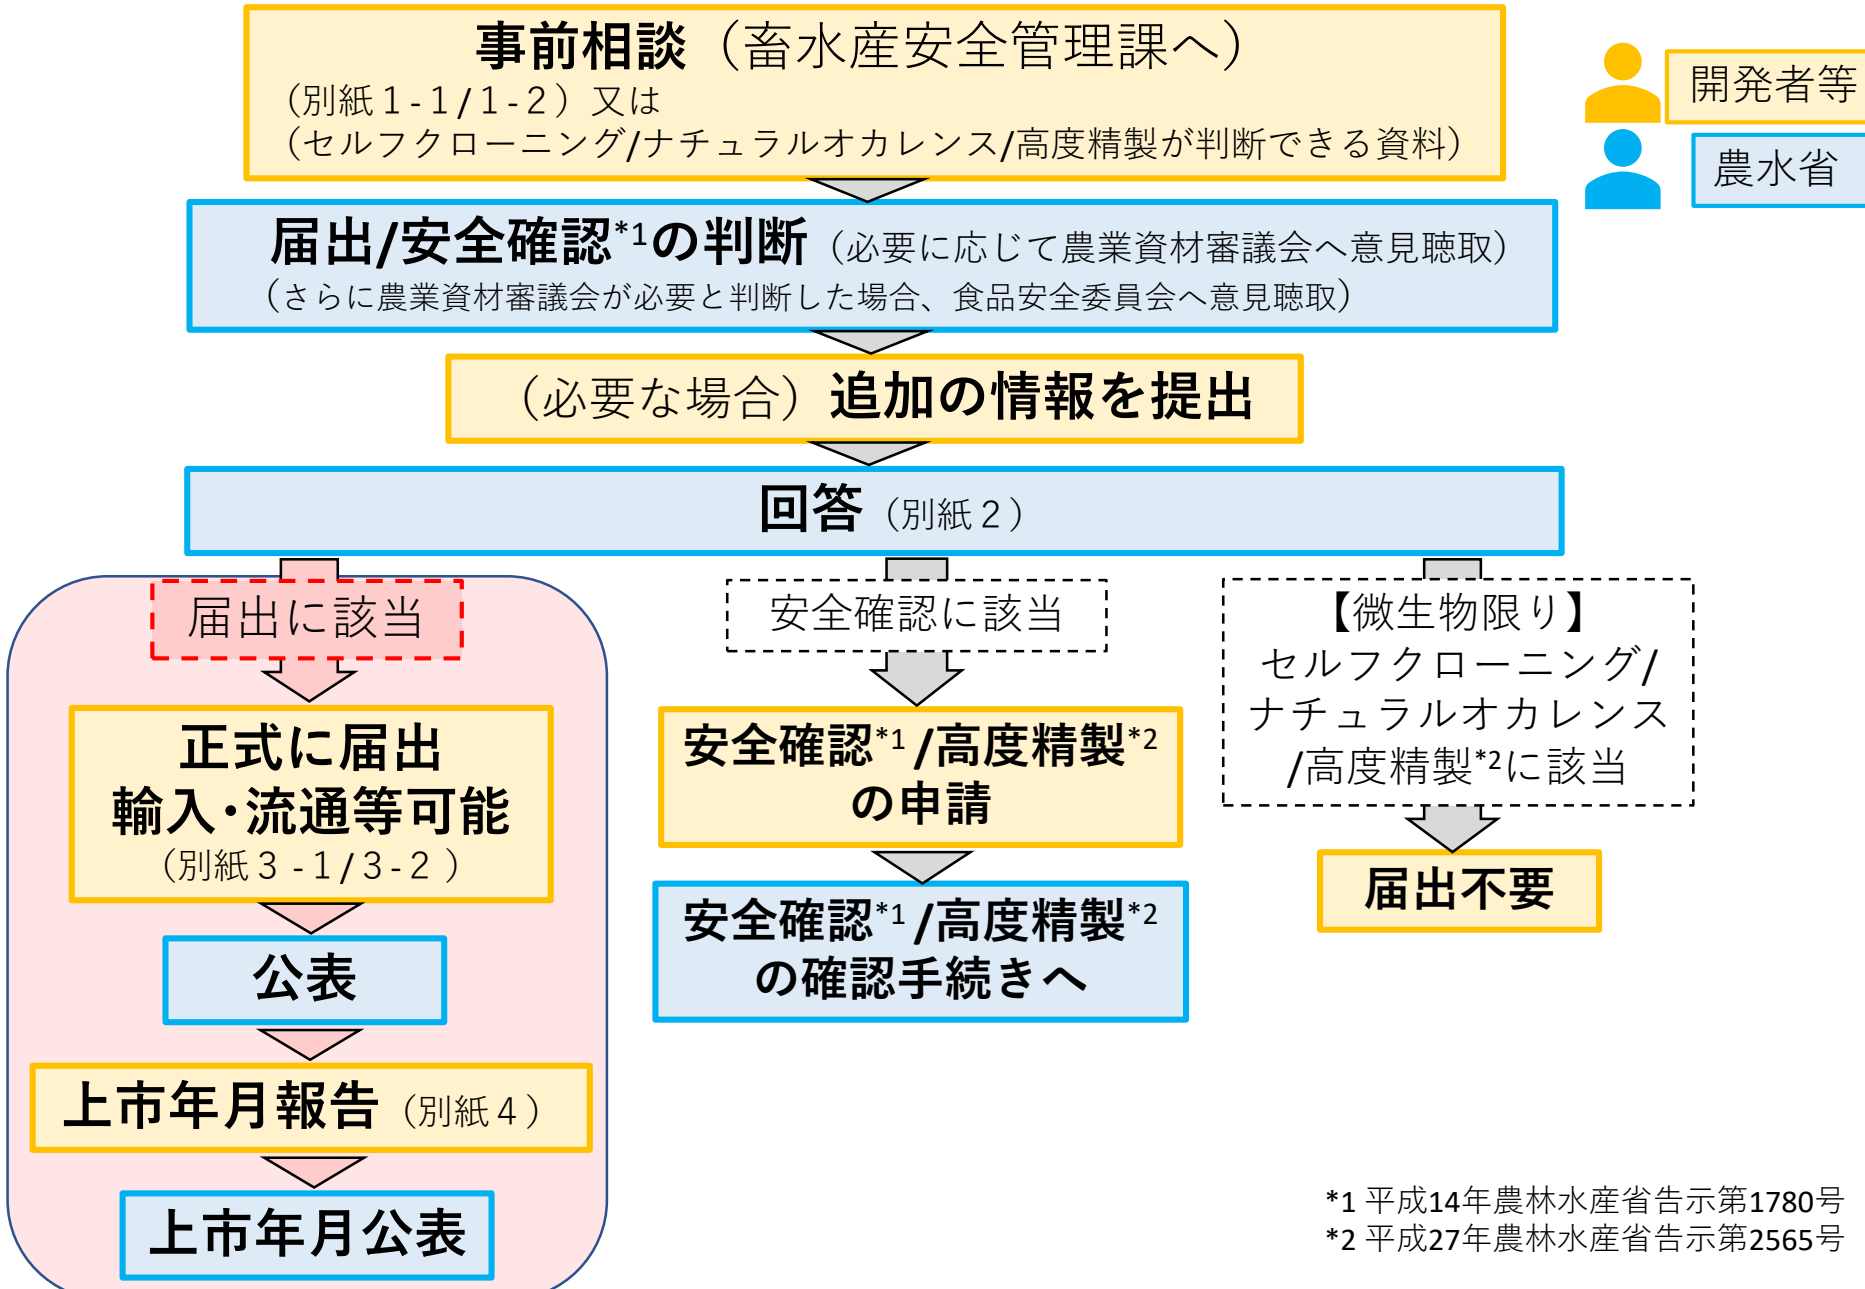 事前相談（畜水産安全管理課へ）
（別紙１-１/１-２）又は
（セルフクローニング/ナチュラルオカレンス/高度精製が判断できる資料）
開発者等
農水省
届出/安全確認*1の判断（必要に応じて農業資材審議会へ意見聴取）
（さらに農業資材審議会が必要と判断した場合、食品安全委員会へ意見聴取）
（必要な場合）追加の情報を提出
回答（別紙２）
届出に該当
正式に届出
輸入・流通等可能
（別紙３-１/３-２）
公表
上市年月報告（別紙４）
上市年月公表
安全確認に該当
安全確認*1/高度精製*2
の申請
安全確認*1/高度精製*2
の確認手続きへ
【微生物限り】
セルフクローニング/
ナチュラルオカレンス
/高度精製*2に該当
届出不要
*1 平成14年農林水産省告示第1780号
*2 平成27年農林水産省告示第2565号